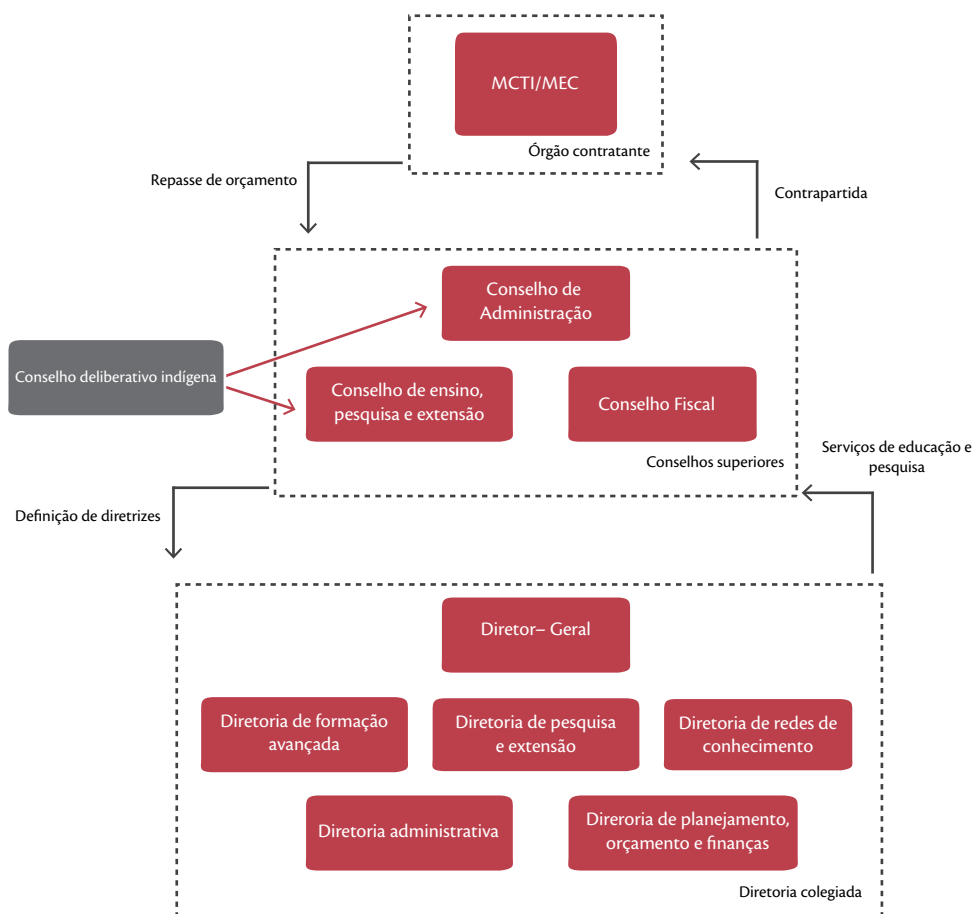 MCTI/MEC
Órgão contratante
Repasse de orçamento
Contrapartida
Conselho de
Administração
Conselho deliberativo indígena
Conselho de ensino,
pesquisa e extensão
Conselho Fiscal
Conselhos superiores
Serviços de educação e
pesquisa
Definição de diretrizes
Diretor– Geral
Diretoria de formação
avançada
Diretoria de pesquisa
e extensão
Diretoria de redes de
conhecimento
Diretoria administrativa
Direroria de planejamento,
orçamento e finanças
Diretoria colegiada